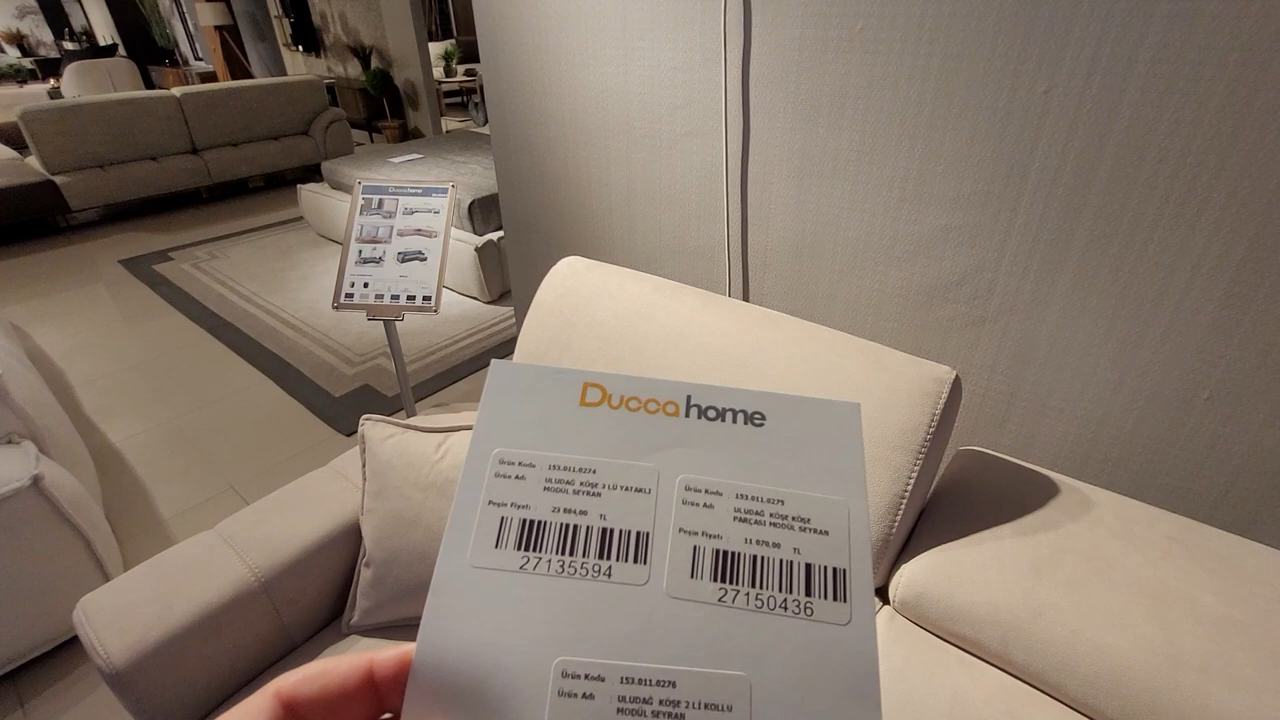 Duccahome
Duccahome
Ürün Kodu : 153.011.0274
Ürün Adı : ULUDAĞ KÖŞE 3 LÜ YATAKLI
MODÜL SEYRAN
Peşin Fiyatı : 23 884,00 TL
27135594
Ürün Kodu : 153.011.0275
Ürün Adı : ULUDAĞ KÖŞE KÖŞE
PARÇASI MODÜL SEYRAN
Peşin Fiyatı : 11 070,00 TL
27150436
Ürün Kodu : 153.011.0276
Ürün Adı : ULUDAĞ KÖŞE 2 Lİ KOLLU
MODÜL SEYRAN